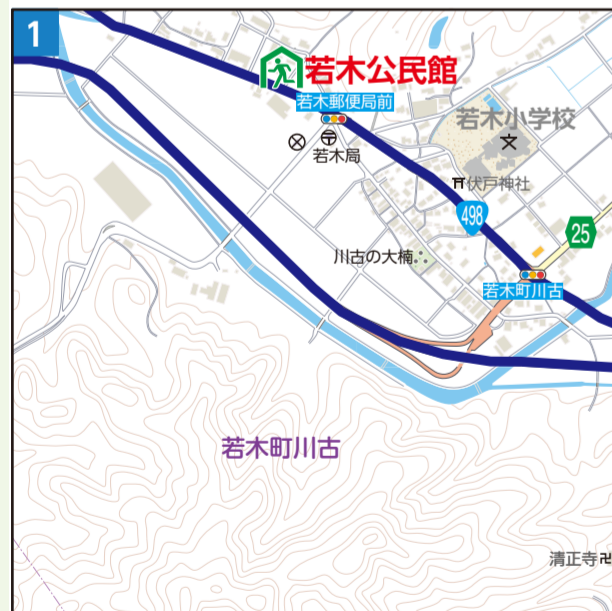 1
若木公民館
若木郵便局前
若木小学校
若木局
伏戸神社
498
25
川古の大楠
若木町川古
若木町川古
清正寺